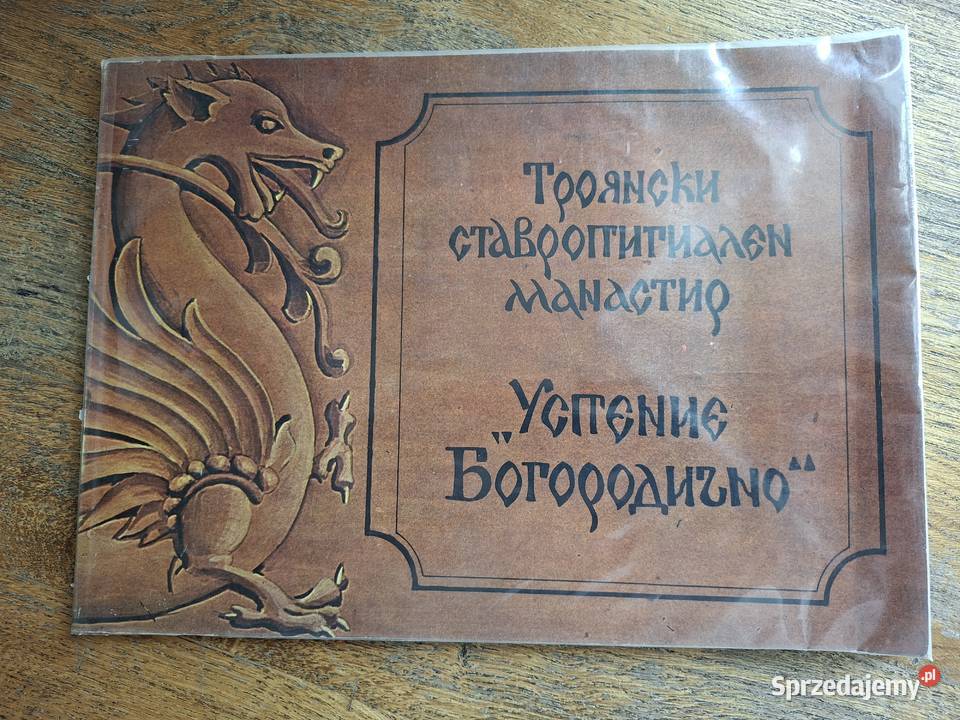 Троянски
ставропигиален
манастир
„Успение
Богородично“
Sprzedajemy.pl